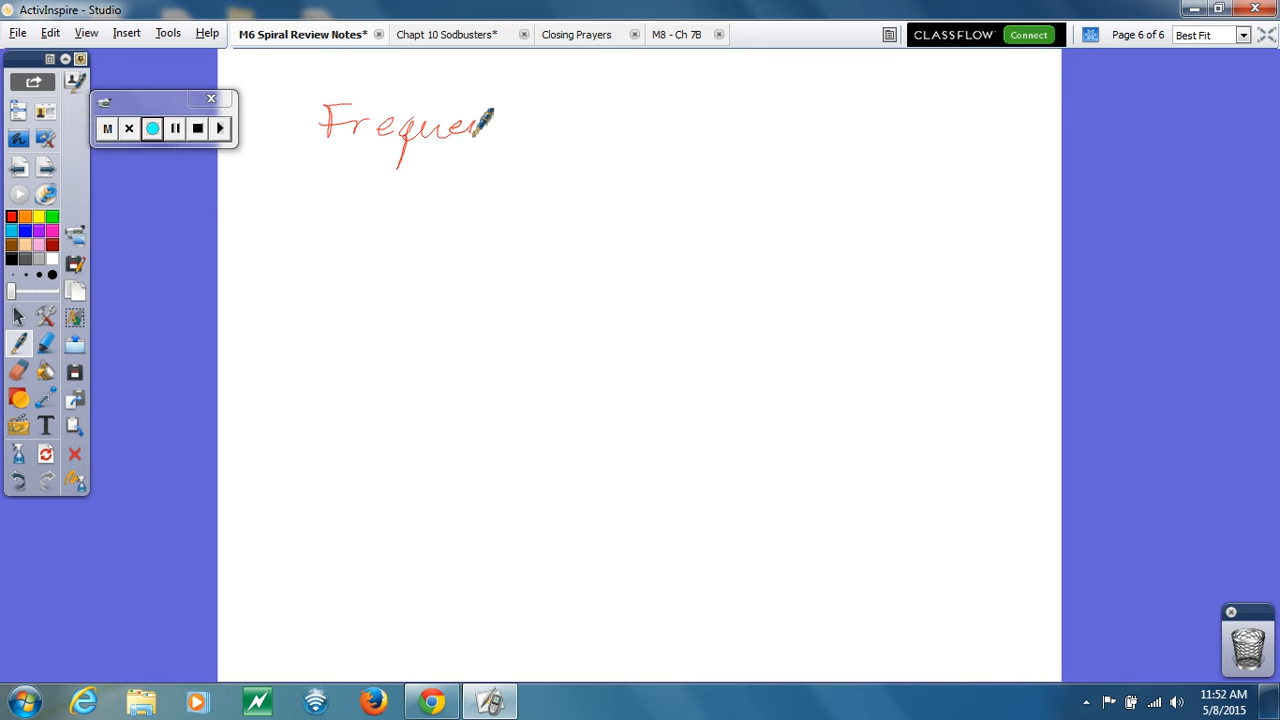 ActivInspire - Studio
File Edit View Insert Tools Help
M6 Spiral Review Notes* Chapt 10 Sodbusters* Closing Prayers M8 - Ch 7B
CLASSFLOW Connect
Page 6 of 6 Best Fit
M
T
Frequen
11:52 AM
5/8/2015